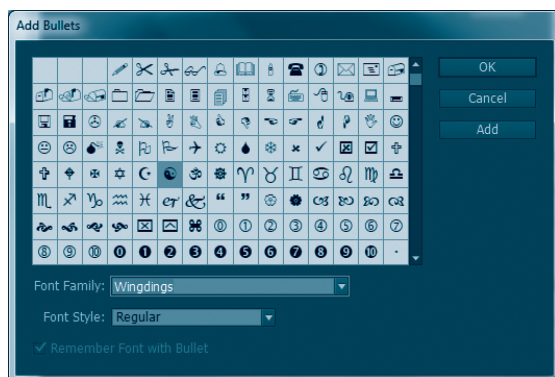 Add Bullets
OK
Cancel
Add
Font Family: Wingdings
Font Style: Regular
Remember Font with Bullet